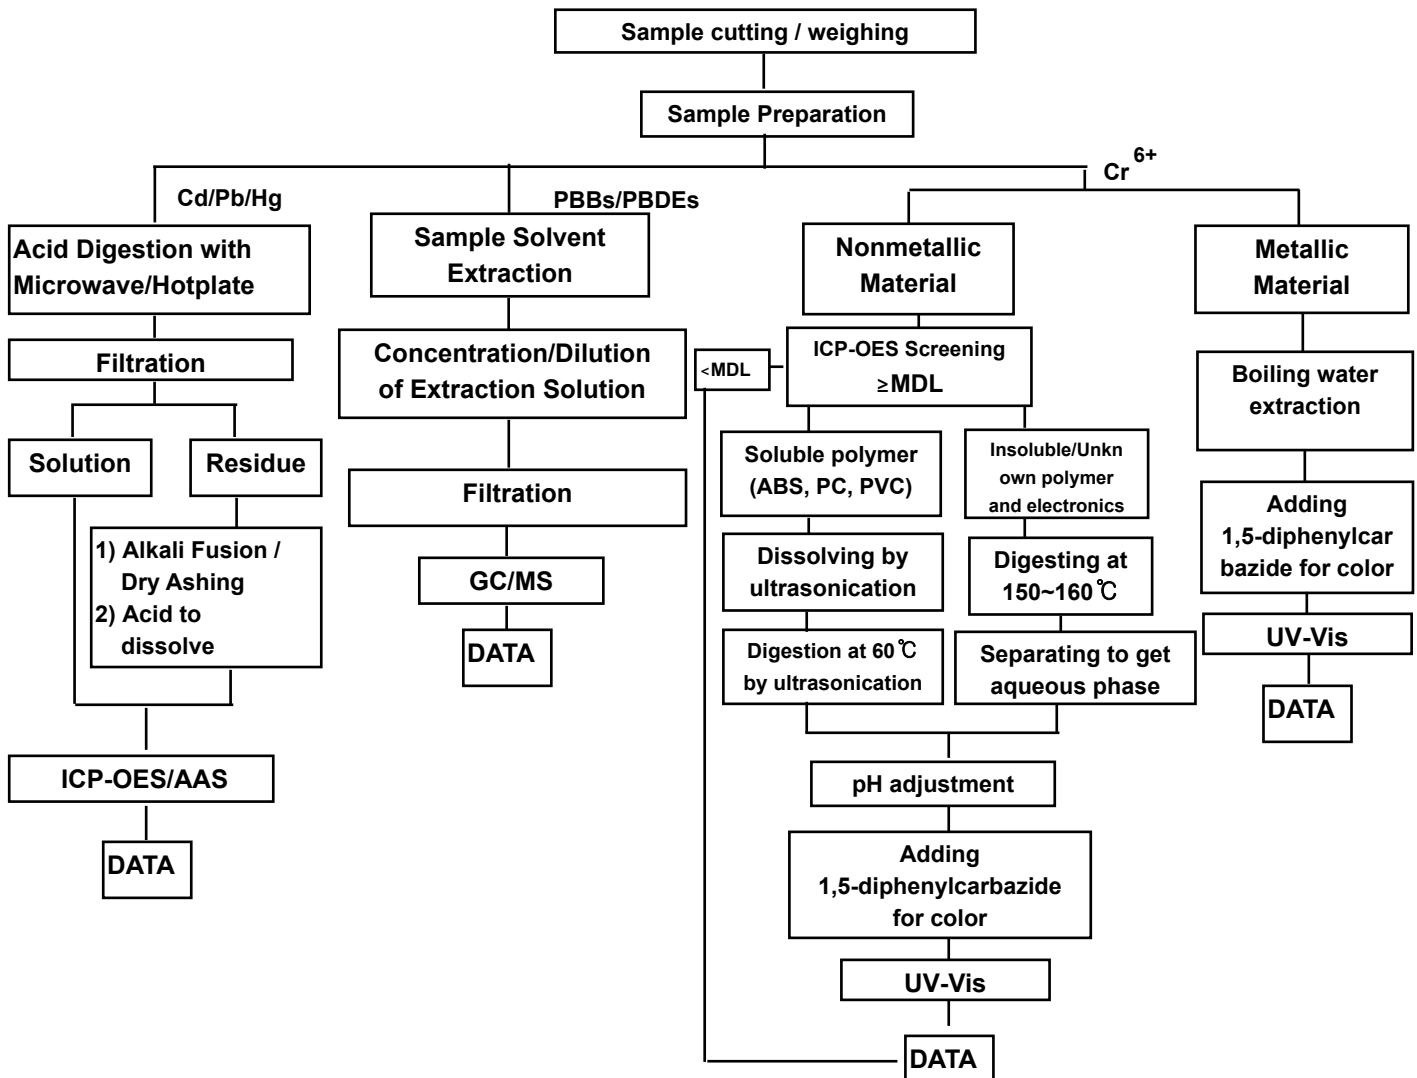 Sample cutting / weighing
Sample Preparation
Cd/Pb/Hg
PBBs/PBDEs
Cr 6+
Acid Digestion with
Microwave/Hotplate
Filtration
Solution
Residue
1) Alkali Fusion /
Dry Ashing
2) Acid to
dissolve
ICP-OES/AAS
DATA
Sample Solvent
Extraction
Concentration/Dilution
of Extraction Solution
Filtration
GC/MS
DATA
Nonmetallic
Material
ICP-OES Screening
≥MDL
<MDL
Soluble polymer
(ABS, PC, PVC)
Dissolving by
ultrasonication
Digestion at 60℃
by ultrasonication
Insoluble/Unkn
own polymer
and electronics
Digesting at
150~160℃
Separating to get
aqueous phase
pH adjustment
Adding
1,5-diphenylcarbazide
for color
UV-Vis
DATA
Metallic
Material
Boiling water
extraction
Adding
1,5-diphenylcar
bazide for color
UV-Vis
DATA